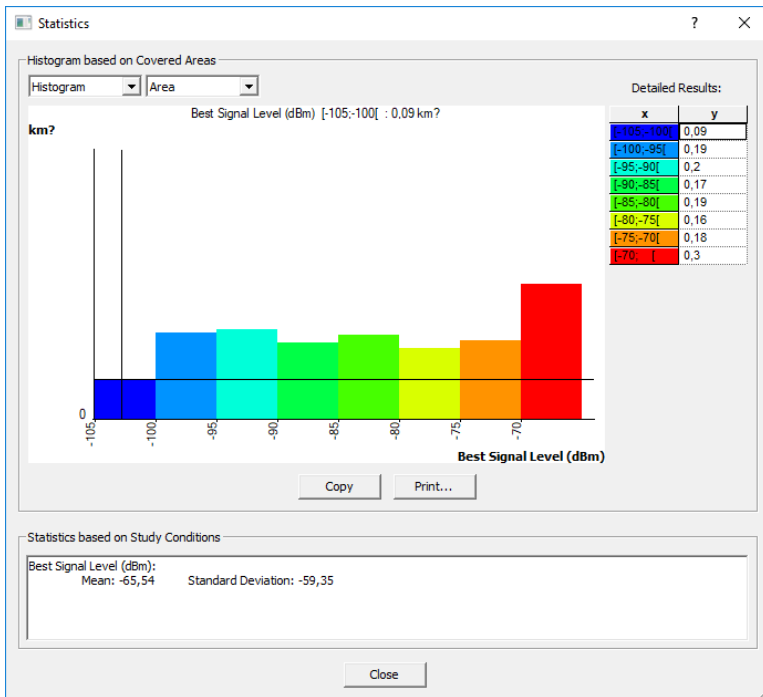 Statistics
?
Histogram based on Covered Areas
Histogram Area Detailed Results:
Best Signal Level (dBm) [-105;-100[ : 0,09 km?
km?
x y
[-105;-100[ 0,09
[-100;-95[ 0,19
[-95;-90[ 0,2
[-90;-85[ 0,17
[-85;-80[ 0,19
[-80;-75[ 0,16
[-75;-70[ 0,18
[-70; [ 0,3
0
-105 -100 -95 -90 -85 -80 -75 -70
Best Signal Level (dBm)
Copy Print...
Statistics based on Study Conditions
Best Signal Level (dBm):
Mean: -65,54 Standard Deviation: -59,35
Close